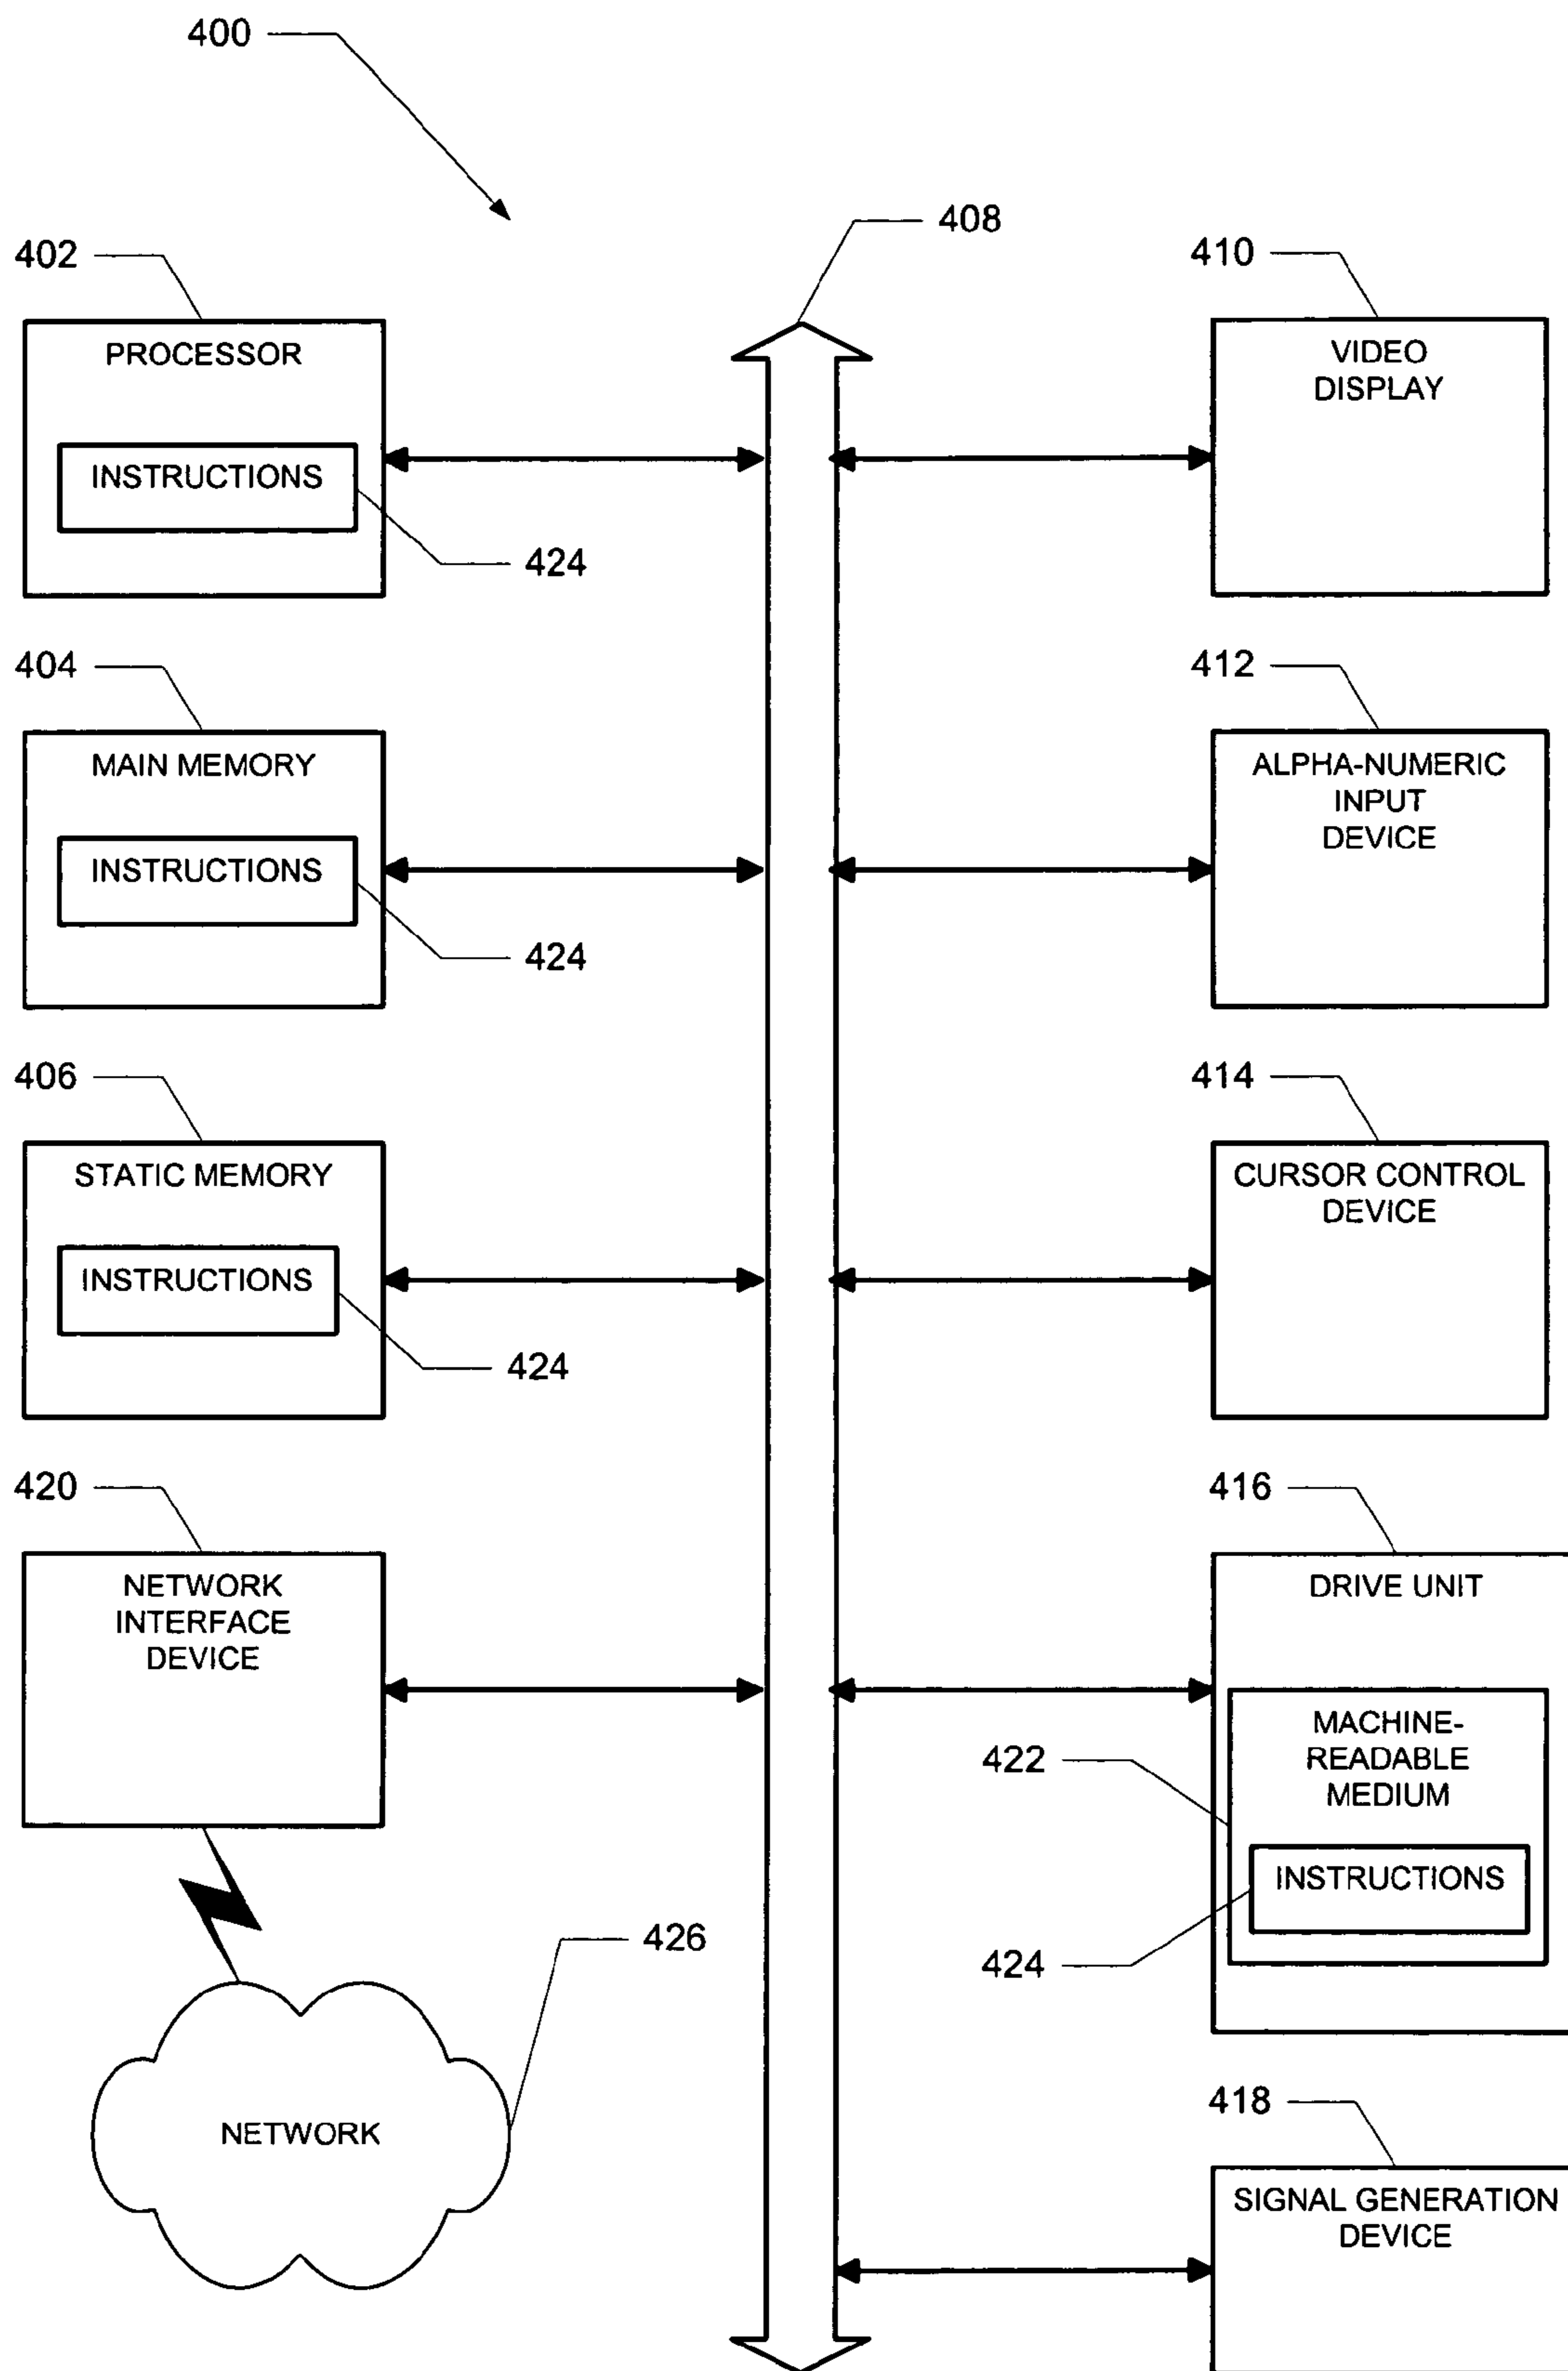 400
408
402
PROCESSOR
INSTRUCTIONS
424
410
VIDEO
DISPLAY
404
MAIN MEMORY
INSTRUCTIONS
424
412
ALPHA-NUMERIC
INPUT
DEVICE
406
STATIC MEMORY
INSTRUCTIONS
424
414
CURSOR CONTROL
DEVICE
420
NETWORK
INTERFACE
DEVICE
416
DRIVE UNIT
422
MACHINE-
READABLE
MEDIUM
INSTRUCTIONS
424
426
NETWORK
418
SIGNAL GENERATION
DEVICE